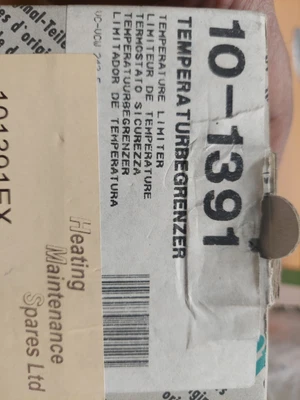 10-1391
TEMPERATURBEGRENZER
TEMPERATURE LIMITER
LIMITEUR DE TEMPERATURE
TERMOSTATO SICUREZZA
TEMPERATUURBEGRENZER
LIMITADOR DE TEMPERATURA
Heating
Maintenance
Spares Ltd